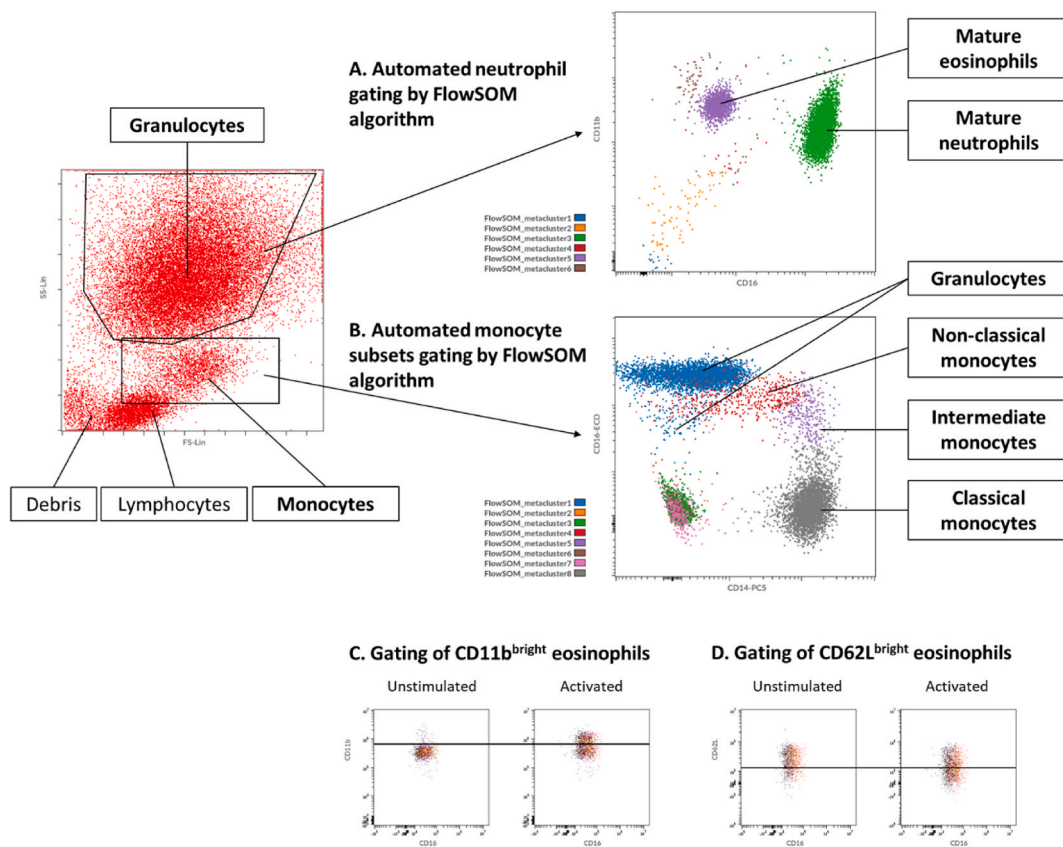 Granulocytes
SS-Lin
FS-Lin
Debris
Lymphocytes
Monocytes
A. Automated neutrophil
gating by FlowSOM
algorithm
CD11b
CD16
FlowSOM_metacluster1
FlowSOM_metacluster2
FlowSOM_metacluster3
FlowSOM_metacluster4
FlowSOM_metacluster5
FlowSOM_metacluster6
Mature
eosinophils
Mature
neutrophils
B. Automated monocyte
subsets gating by FlowSOM
algorithm
CD16-ECD
CD14-PC5
FlowSOM_metacluster1
FlowSOM_metacluster2
FlowSOM_metacluster3
FlowSOM_metacluster4
FlowSOM_metacluster5
FlowSOM_metacluster6
FlowSOM_metacluster7
FlowSOM_metacluster8
Granulocytes
Non-classical
monocytes
Intermediate
monocytes
Classical
monocytes
C. Gating of CD11bbright eosinophils
Unstimulated
Activated
CD11b
CD16
CD16
D. Gating of CD62Lbright eosinophils
Unstimulated
Activated
CD62L
CD16
CD16